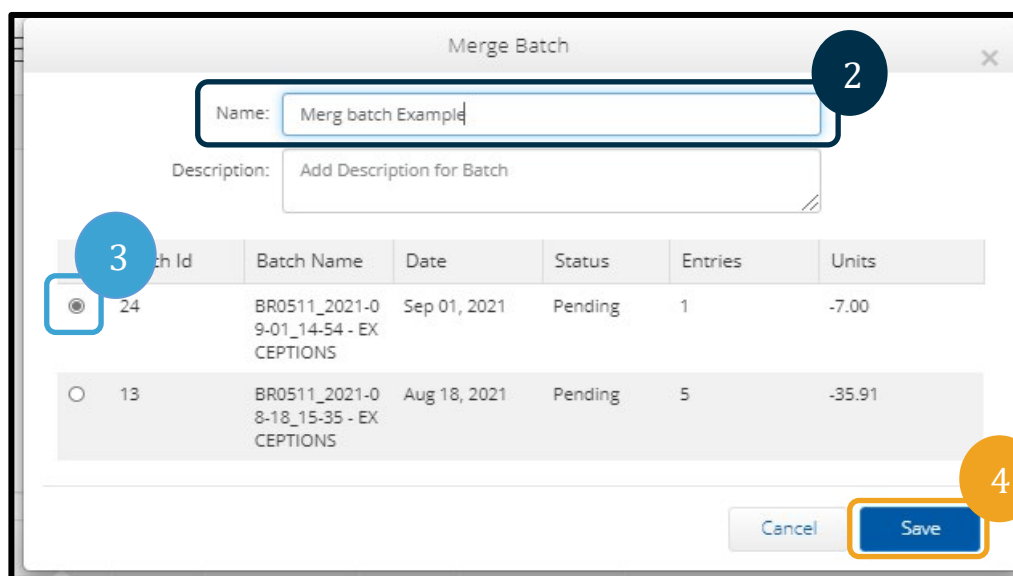 Merge Batch
×
2
Name: Merg batch Example
Description: Add Description for Batch
3
ch Id Batch Name Date Status Entries Units
24 BR0511_2021-0 Sep 01, 2021 Pending 1 -7.00
9-01_14-54 - EX
CEPTIONS
13 BR0511_2021-0 Aug 18, 2021 Pending 5 -35.91
8-18_15-35 - EX
CEPTIONS
4
Cancel Save